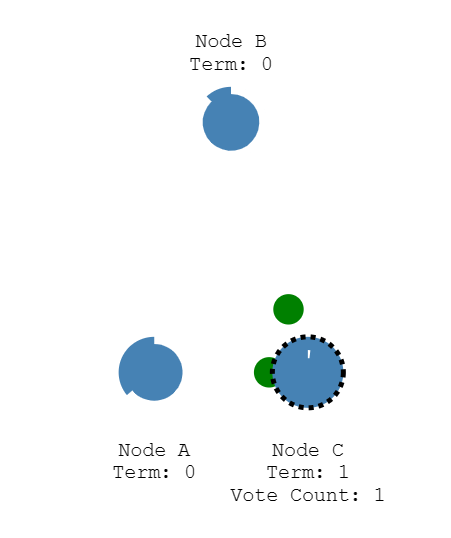 Node B
Term: 0
Node A
Term: 0
Node C
Term: 1
Vote Count: 1